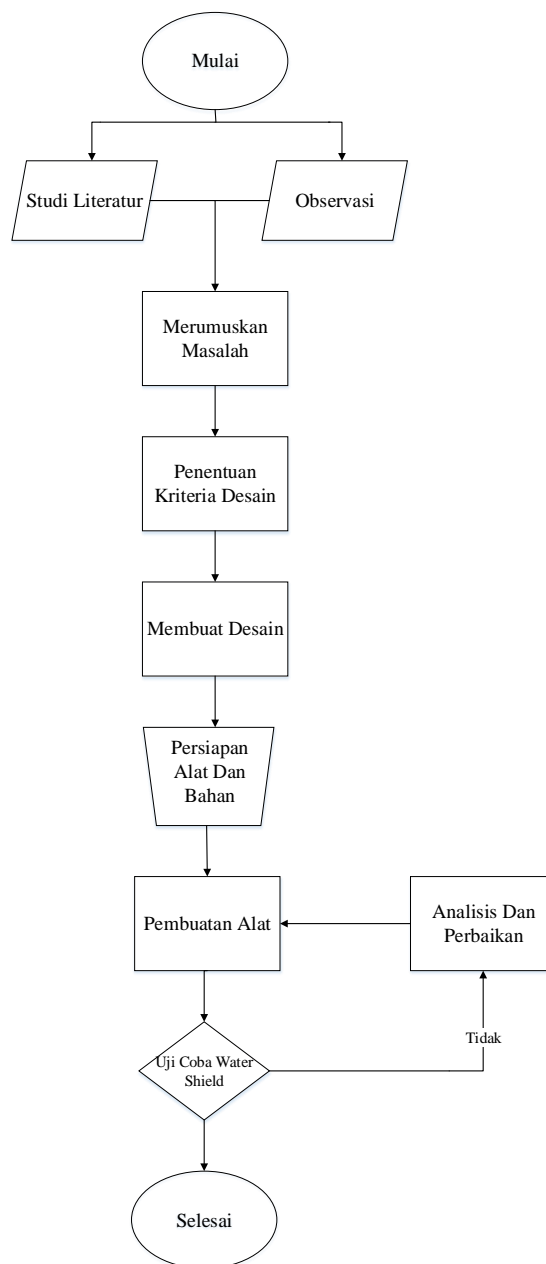 Mulai
Studi Literatur
Observasi
Merumuskan
Masalah
Penentuan
Kriteria Desain
Membuat Desain
Persiapan
Alat Dan
Bahan
Pembuatan Alat
Analisis Dan
Perbaikan
Tidak
Uji Coba Water
Shield
Selesai